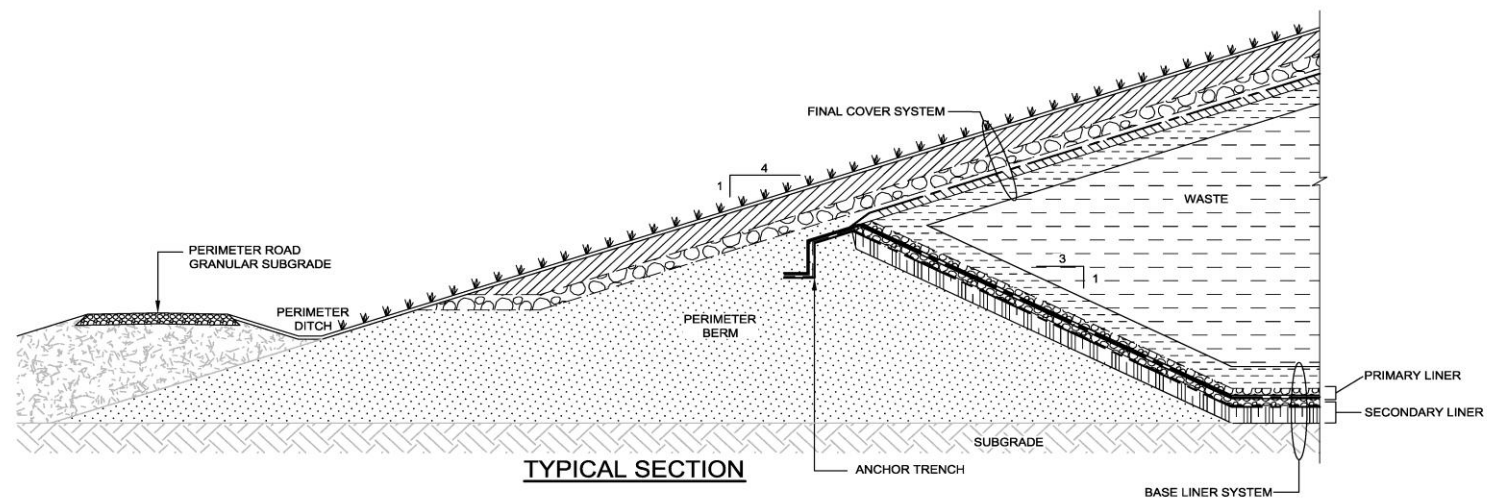 FINAL COVER SYSTEM
4
1
WASTE
PERIMETER ROAD
GRANULAR SUBGRADE
3
1
PERIMETER
DITCH
PERIMETER
BERM
PRIMARY LINER
SECONDARY LINER
SUBGRADE
TYPICAL SECTION
ANCHOR TRENCH
BASE LINER SYSTEM